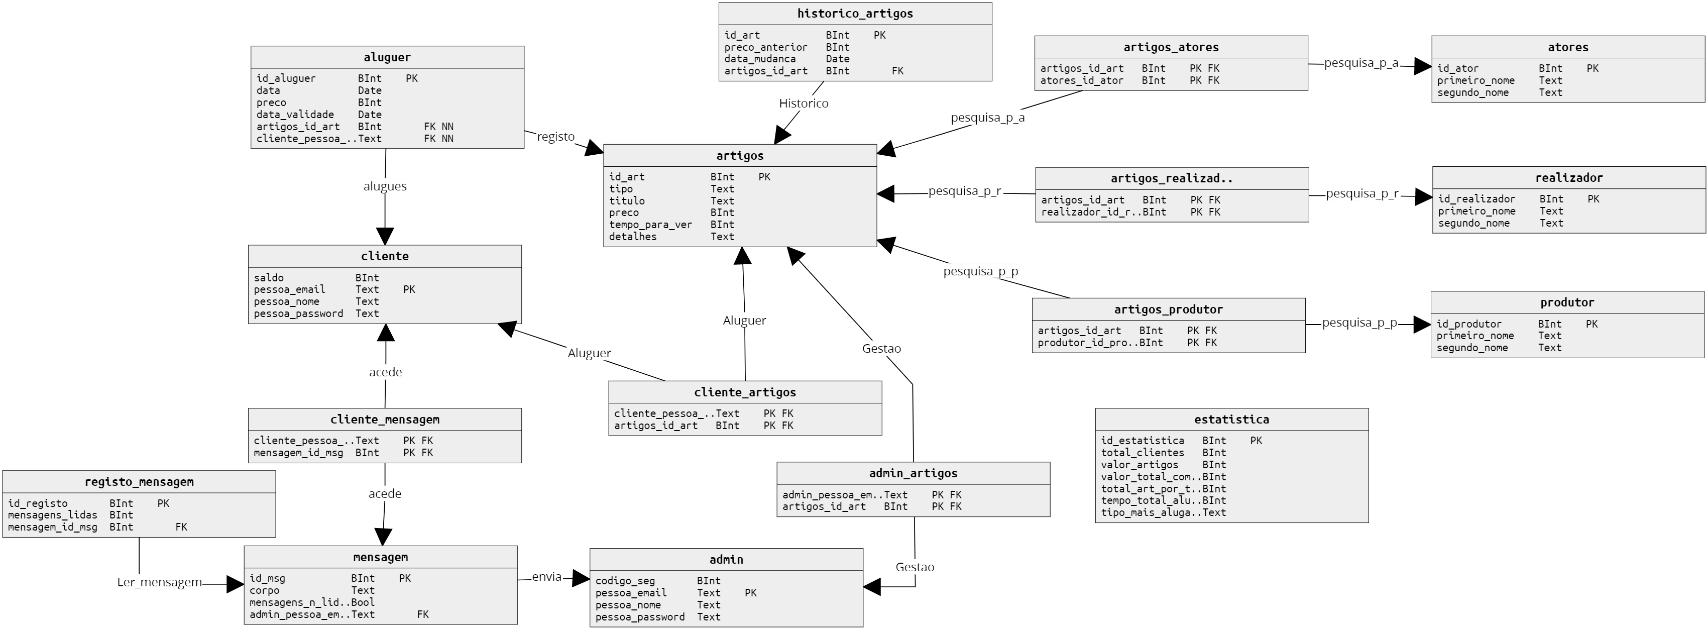 historico_artigos
id_art BInt PK
preco_anterior BInt
data_mudanca Date
artigos_id_art BInt FK
Historico
aluguer
id_aluguer BInt PK
data Date
preco BInt
data_validade Date
artigos_id_art BInt FK NN
cliente_pessoa_..Text FK NN
registo
alugues
artigos_atores
artigos_id_art BInt PK FK
atores_id_ator BInt PK FK
pesquisa_p_a
pesquisa_p_a
atores
id_ator BInt PK
primeiro_nome Text
segundo_nome Text
artigos
id_art BInt PK
tipo Text
titulo Text
preco BInt
tempo_para_ver BInt
detalhes Text
pesquisa_p_r
artigos_realizad..
artigos_id_art BInt PK FK
realizador_id_r..BInt PK FK
pesquisa_p_r
realizador
id_realizador BInt PK
primeiro_nome Text
segundo_nome Text
cliente
saldo BInt
pessoa_email Text PK
pessoa_nome Text
pessoa_password Text
pesquisa_p_p
artigos_produtor
artigos_id_art BInt PK FK
produtor_id_pro..BInt PK FK
pesquisa_p_p
produtor
id_produtor BInt PK
primeiro_nome Text
segundo_nome Text
Aluguer
Aluguer
Gestao
acede
cliente_artigos
cliente_pessoa_..Text PK FK
artigos_id_art BInt PK FK
cliente_mensagem
cliente_pessoa_..Text PK FK
mensagem_id_msg BInt PK FK
acede
estatistica
id_estatistica BInt PK
total_clientes BInt
valor_artigos BInt
valor_total_com..BInt
total_art_por_t..BInt
tempo_total_alu..BInt
tipo_mais_aluga..Text
registo_mensagem
id_registo BInt PK
mensagens_lidas BInt
mensagem_id_msg BInt FK
Ler_mensagem
admin_artigos
admin_pessoa_em..Text PK FK
artigos_id_art BInt PK FK
Gestao
mensagem
id_msg BInt PK
corpo Text
mensagens_n_lid..Bool
admin_pessoa_em..Text FK
envia
admin
codigo_seg BInt
pessoa_email Text PK
pessoa_nome Text
pessoa_password Text